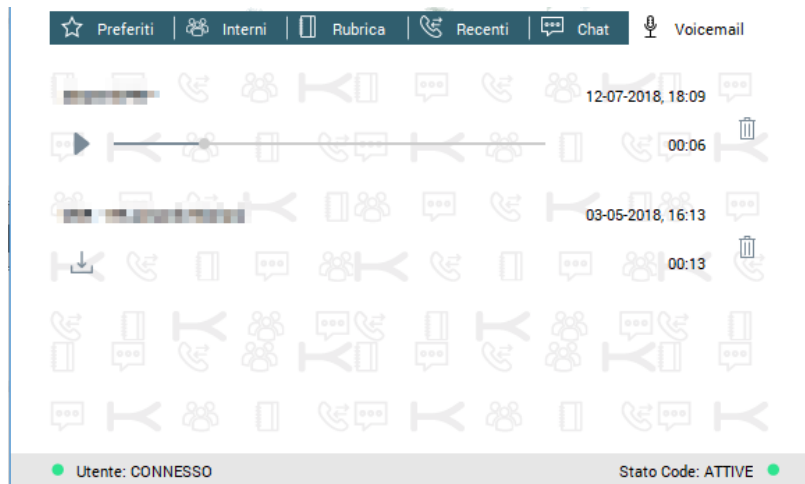 Preferiti Interni Rubrica Recenti Chat Voicemail
12-07-2018, 18:09
00:06
03-05-2018, 16:13
00:13
Utente: CONNESSO Stato Code: ATTIVE